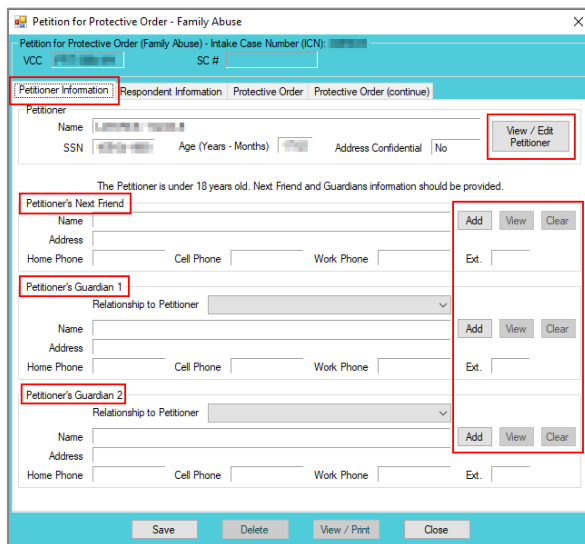 Petition for Protective Order - Family Abuse
Petition for Protective Order (Family Abuse) - Intake Case Number (ICN):
VCC SC #
Petitioner Information Respondent Information Protective Order Protective Order (continue)
Petitioner
Name
SSN Age (Years - Months) Address Confidential No
View / Edit
Petitioner
The Petitioner is under 18 years old. Next Friend and Guardians information should be provided.
Petitioner's Next Friend
Name Add View Clear
Address
Home Phone Cell Phone Work Phone Ext.
Petitioner's Guardian 1
Relationship to Petitioner
Name Add View Clear
Address
Home Phone Cell Phone Work Phone Ext.
Petitioner's Guardian 2
Relationship to Petitioner
Name Add View Clear
Address
Home Phone Cell Phone Work Phone Ext.
Save Delete View / Print Close